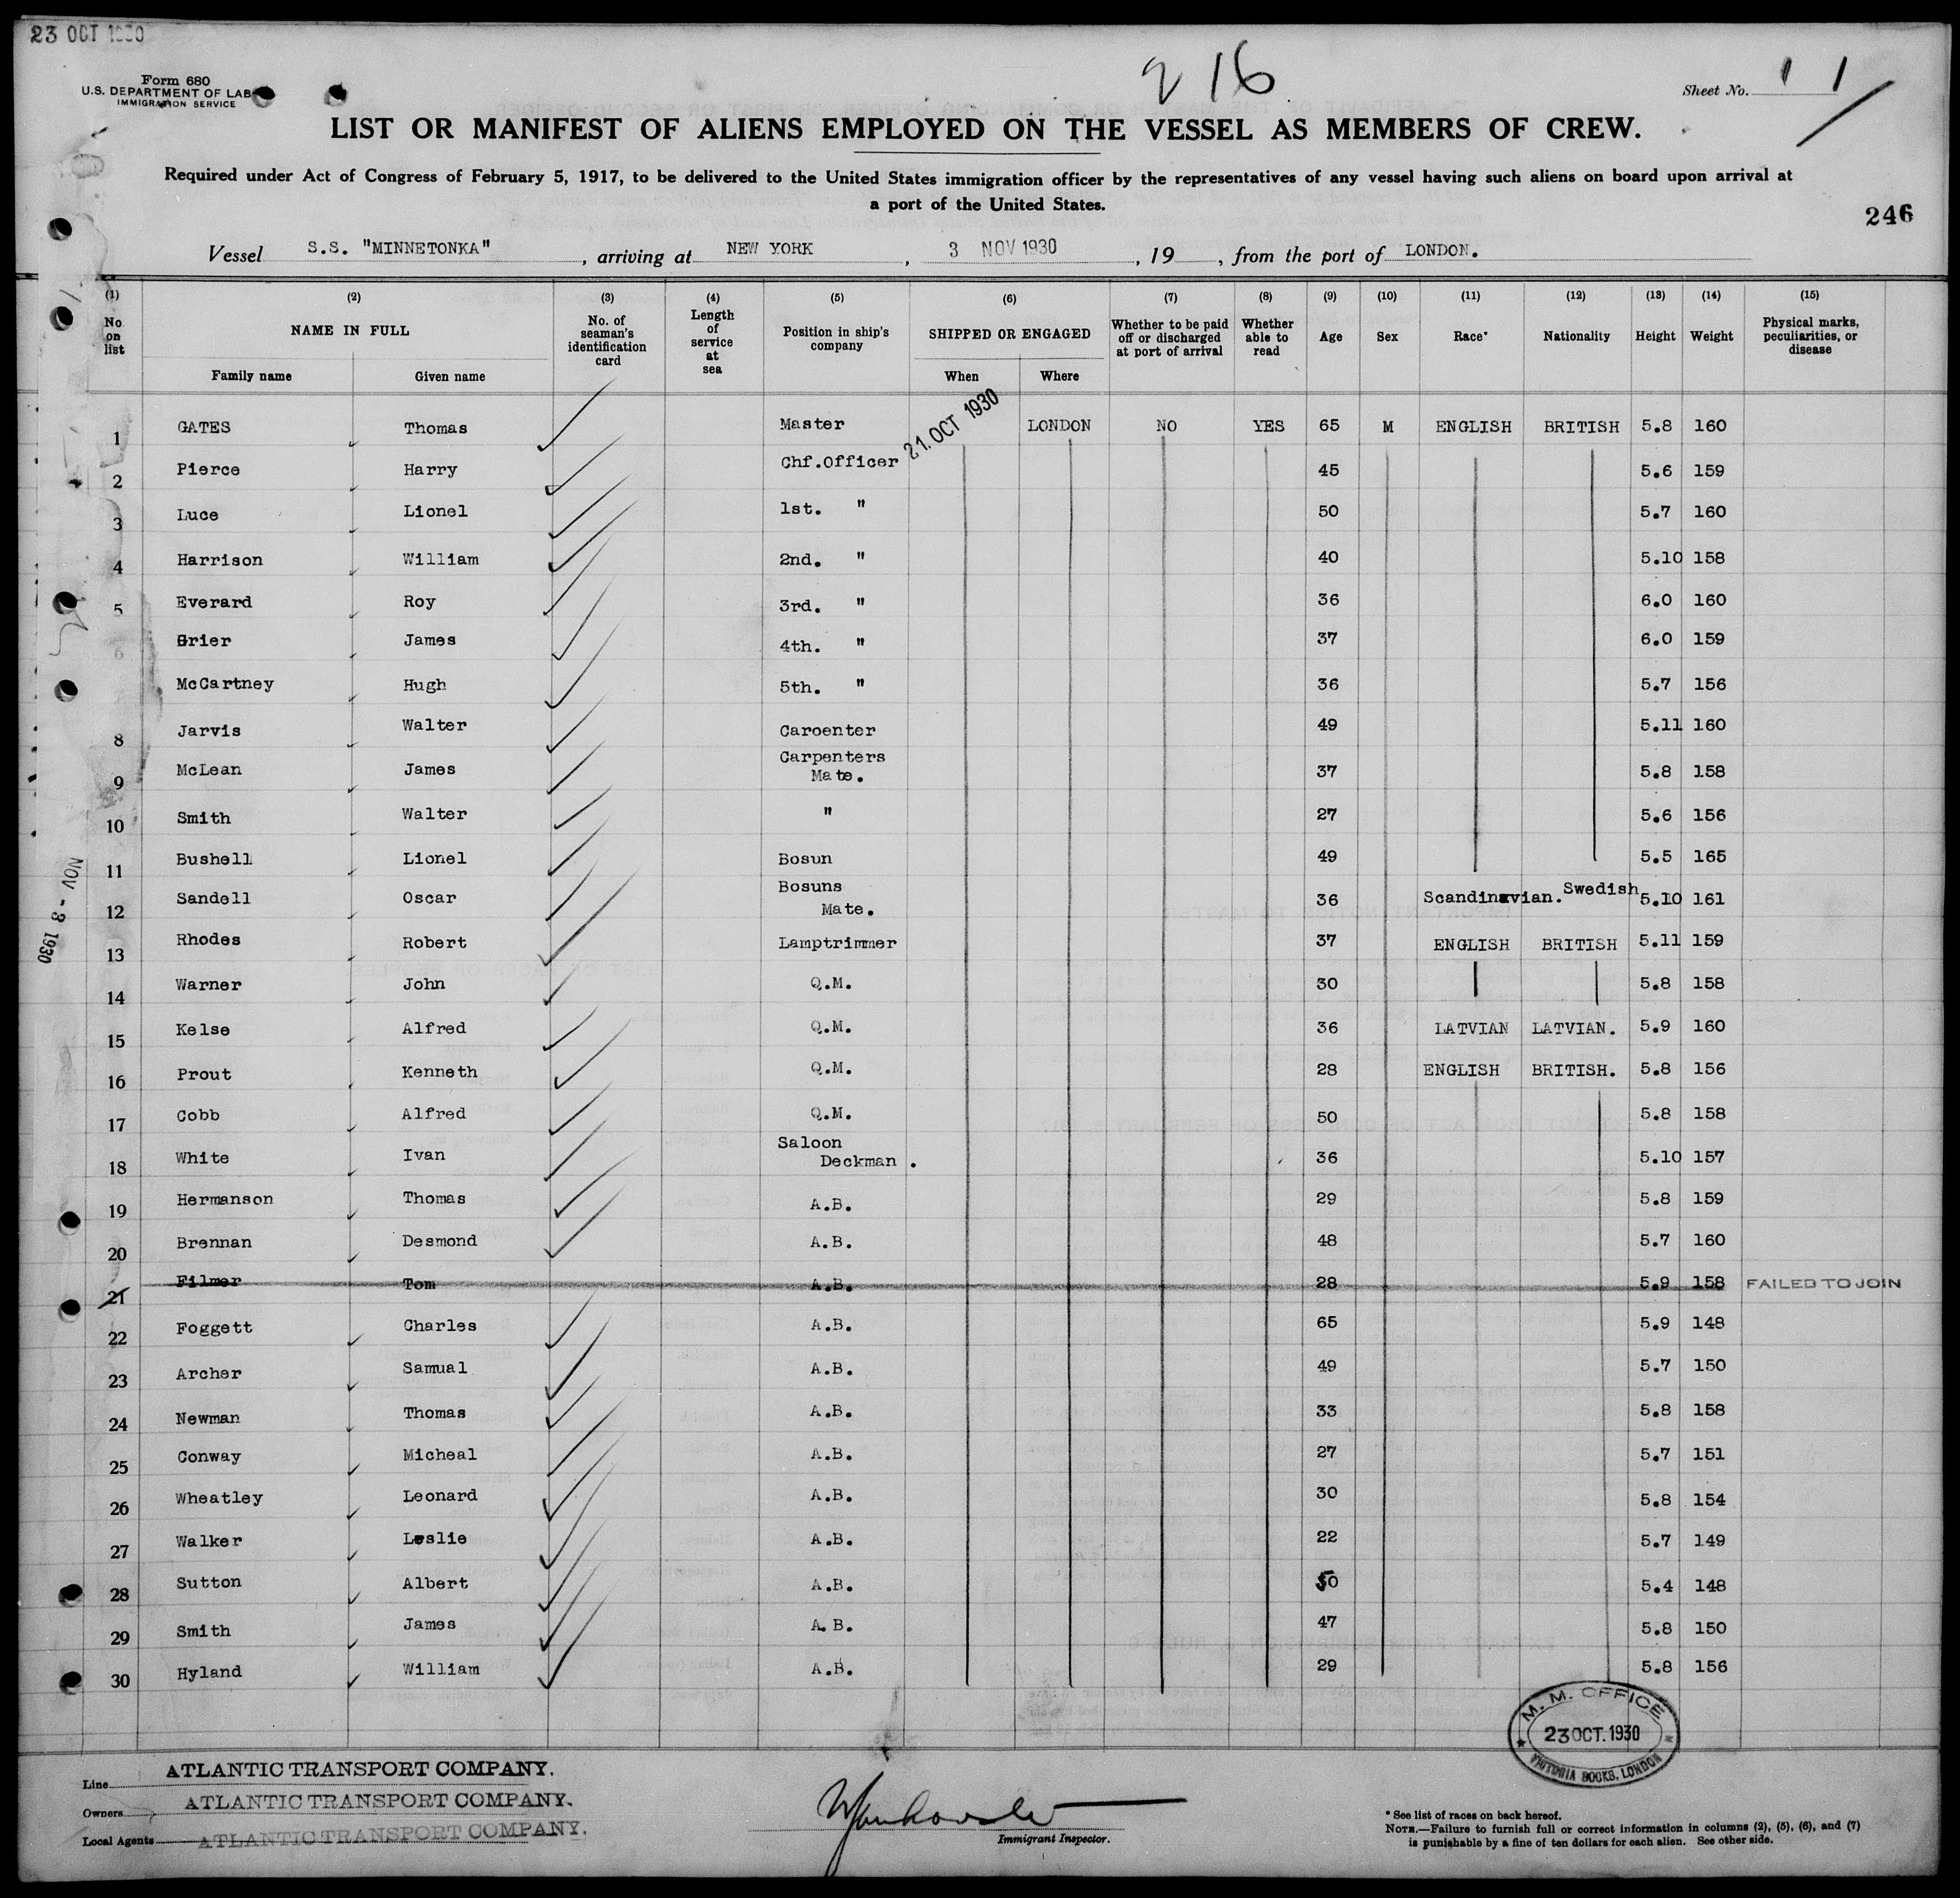 23 OCT 1930
Form 680
U.S. DEPARTMENT OF LAB
IMMIGRATION SERVICE
216
Sheet No. 1 1
LIST OR MANIFEST OF ALIENS EMPLOYED ON THE VESSEL AS MEMBERS OF CREW.
Required under Act of Congress of February 5, 1917, to be delivered to the United States immigration officer by the representatives of any vessel having such aliens on board upon arrival at
a port of the United States.
246
Vessel S.S. "MINNETONKA", arriving at NEW YORK, 3 NOV 1930, 19 , from the port of LONDON.
(1) (2) (3) (4) (5) (6) (7) (8) (9) (10) (11) (12) (13) (14) (15)
No on list NAME IN FULL Family name Given name No. of seaman's identification card Length of service at sea Position in ship's company SHIPPED OR ENGAGED When Where Whether to be paid off or discharged at port of arrival Whether able to read Age Sex Race* Nationality Height Weight Physical marks, peculiarities, or disease
1 GATES Thomas Master 21. OCT 1930 LONDON NO YES 65 M ENGLISH BRITISH 5.8 160
2 Pierce Harry Chf.Officer 45 5.6 159
3 Luce Lionel 1st. " 50 5.7 160
4 Harrison William 2nd. " 40 5.10 158
5 Everard Roy 3rd. " 36 6.0 160
6 Grier James 4th. " 37 6.0 159
McCartney Hugh 5th. " 36 5.7 156
8 Jarvis Walter Caroenter 49 5.11 160
9 McLean James Carpenters Mate. 37 5.8 158
10 Smith Walter " 27 5.6 156
11 Bushell Lionel Bosun 49 5.5 165
12 Sandell Oscar Bosuns Mate. 36 Scandinavian. Swedish 5.10 161
13 Rhodes Robert Lamptrimmer 37 ENGLISH BRITISH 5.11 159
14 Warner John Q.M. 30 5.8 158
15 Kelse Alfred Q.M. 36 LATVIAN LATVIAN. 5.9 160
16 Prout Kenneth Q.M. 28 ENGLISH BRITISH. 5.8 156
17 Cobb Alfred Q.M. 50 5.8 158
18 White Ivan Saloon Deckman . 36 5.10 157
19 Hermanson Thomas A.B. 29 5.8 159
20 Brennan Desmond A.B. 48 5.7 160
21 Filmer Tom A.B. 28 5.9 158 FAILED TO JOIN
22 Foggett Charles A.B. 65 5.9 148
23 Archer Samual A.B. 49 5.7 150
24 Newman Thomas A.B. 33 5.8 158
25 Conway Micheal A.B. 27 5.7 151
26 Wheatley Leonard A.B. 30 5.8 154
27 Walker Leslie A.B. 22 5.7 149
28 Sutton Albert A.B. 50 5.4 148
29 Smith James A.B. 47 5.8 150
30 Hyland William A.B. 29 5.8 156
NOV - 3 1930
M. M. OFFICE
23 OCT. 1930
VICTORIA DOCKS, LONDON
Line ATLANTIC TRANSPORT COMPANY.
Owners ATLANTIC TRANSPORT COMPANY.
Local Agents ATLANTIC TRANSPORT COMPANY.
Immigrant Inspector.
* See list of races on back hereof.
NOTE.—Failure to furnish full or correct information in columns (2), (5), (6), and (7)
is punishable by a fine of ten dollars for each alien. See other side.